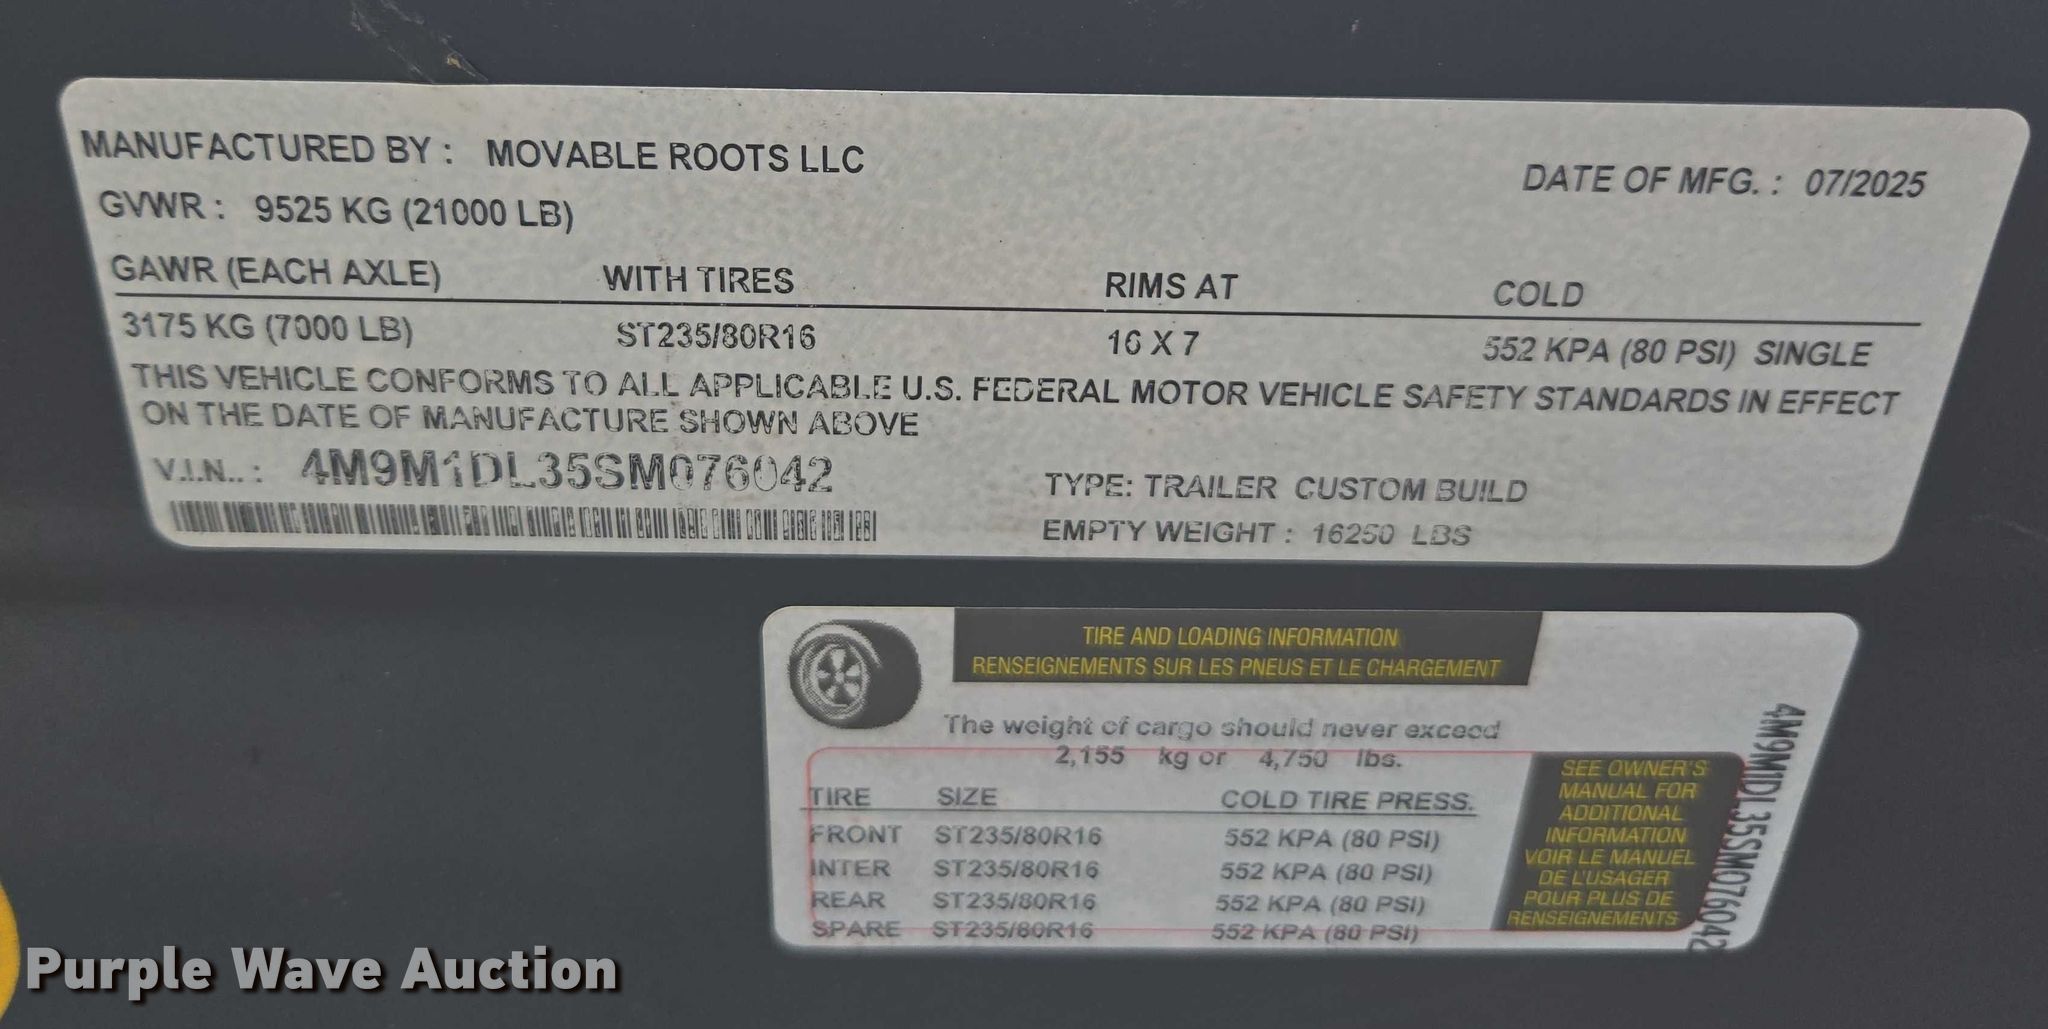 MANUFACTURED BY : MOVABLE ROOTS LLC
DATE OF MFG. : 07/2025
GVWR : 9525 KG (21000 LB)
GAWR (EACH AXLE) WITH TIRES RIMS AT COLD
3175 KG (7000 LB) ST235/80R16 16 X 7 552 KPA (80 PSI) SINGLE
THIS VEHICLE CONFORMS TO ALL APPLICABLE U.S. FEDERAL MOTOR VEHICLE SAFETY STANDARDS IN EFFECT
ON THE DATE OF MANUFACTURE SHOWN ABOVE
V.I.N.. : 4M9M1DL35SM076042
TYPE: TRAILER CUSTOM BUILD
EMPTY WEIGHT : 16250 LBS
TIRE AND LOADING INFORMATION
RENSEIGNEMENTS SUR LES PNEUS ET LE CHARGEMENT
The weight of cargo should never exceed
2,155 kg or 4,750 lbs.
TIRE SIZE COLD TIRE PRESS.
FRONT ST235/80R16 552 KPA (80 PSI)
INTER ST235/80R16 552 KPA (80 PSI)
REAR ST235/80R16 552 KPA (80 PSI)
SPARE ST235/80R16 552 KPA (80 PSI)
SEE OWNER'S
MANUAL FOR
ADDITIONAL
INFORMATION
VOIR LE MANUEL
DE L'USAGER
POUR PLUS DE
RENSEIGNEMENTS
4M9M1DL35SM076042
Purple Wave Auction